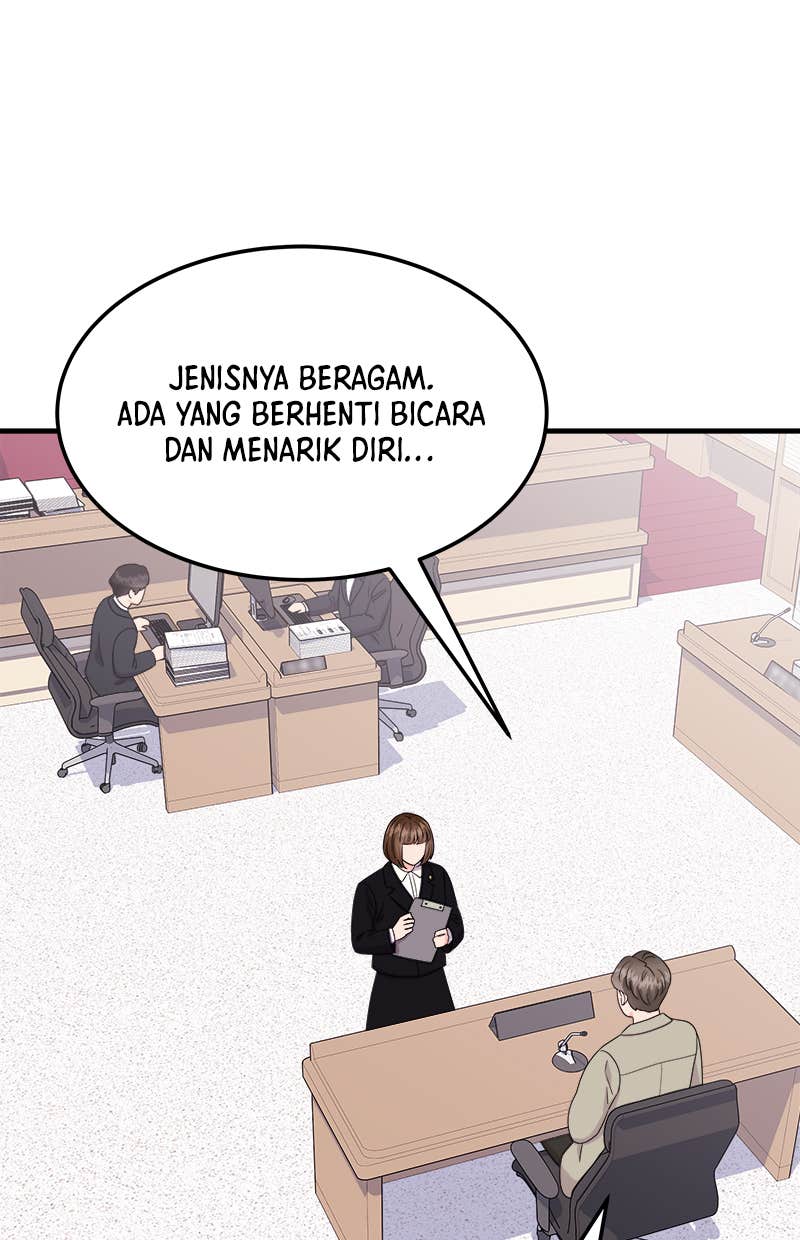 JENISNYA BERAGAM.
ADA YANG BERHENTI BICARA
DAN MENARIK DIRI...